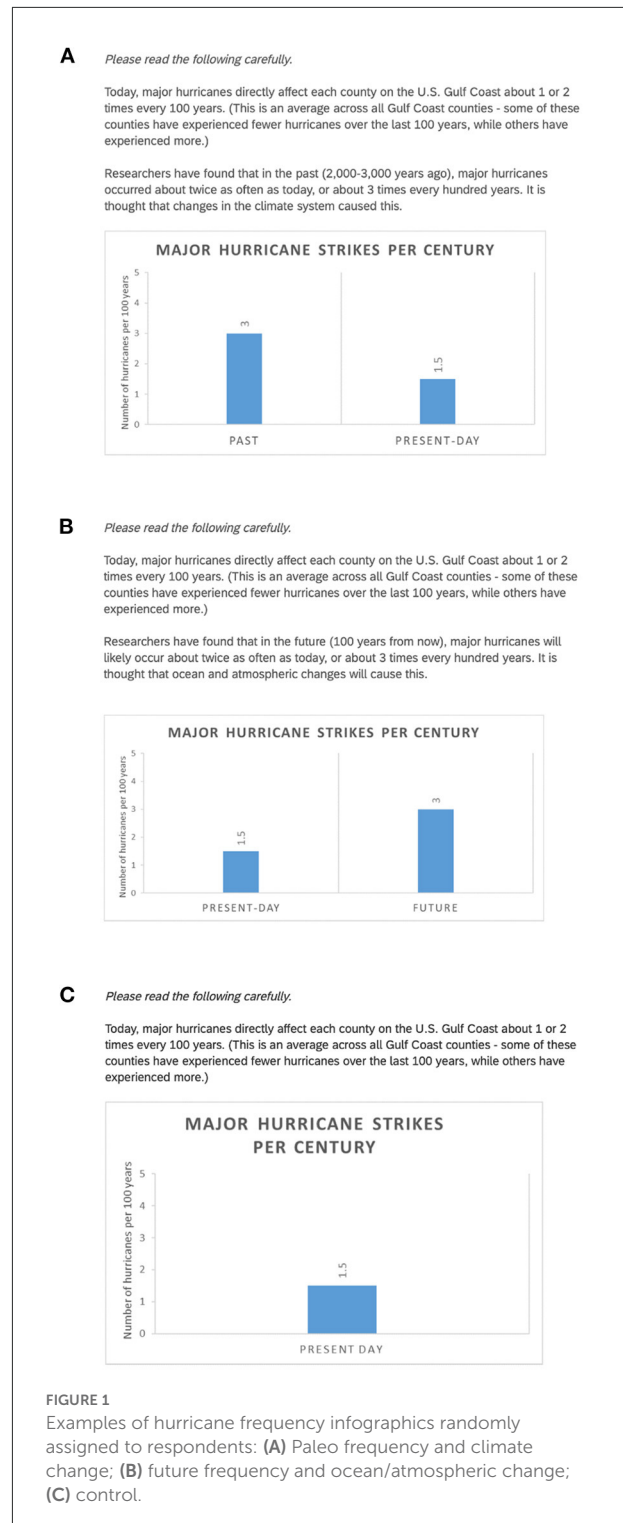 A
Please read the following carefully.
Today, major hurricanes directly affect each county on the U.S. Gulf Coast about 1 or 2
times every 100 years. (This is an average across all Gulf Coast counties - some of these
counties have experienced fewer hurricanes over the last 100 years, while others have
experienced more.)
Researchers have found that in the past (2,000-3,000 years ago), major hurricanes
occurred about twice as often as today, or about 3 times every hundred years. It is
thought that changes in the climate system caused this.
MAJOR HURRICANE STRIKES PER CENTURY
Number of hurricanes per 100 years
5
4
3
2
1
0
3
1.5
PAST
PRESENT-DAY
B
Please read the following carefully.
Today, major hurricanes directly affect each county on the U.S. Gulf Coast about 1 or 2
times every 100 years. (This is an average across all Gulf Coast counties - some of these
counties have experienced fewer hurricanes over the last 100 years, while others have
experienced more.)
Researchers have found that in the future (100 years from now), major hurricanes will
likely occur about twice as often as today, or about 3 times every hundred years. It is
thought that ocean and atmospheric changes will cause this.
MAJOR HURRICANE STRIKES PER CENTURY
Number of hurricanes per 100 years
5
4
3
2
1
0
1.5
3
PRESENT-DAY
FUTURE
C
Please read the following carefully.
Today, major hurricanes directly affect each county on the U.S. Gulf Coast about 1 or 2
times every 100 years. (This is an average across all Gulf Coast counties - some of these
counties have experienced fewer hurricanes over the last 100 years, while others have
experienced more.)
MAJOR HURRICANE STRIKES
PER CENTURY
Number of hurricanes per 100 years
5
4
3
2
1
0
1.5
PRESENT DAY
FIGURE 1
Examples of hurricane frequency infographics randomly
assigned to respondents: (A) Paleo frequency and climate
change; (B) future frequency and ocean/atmospheric change;
(C) control.